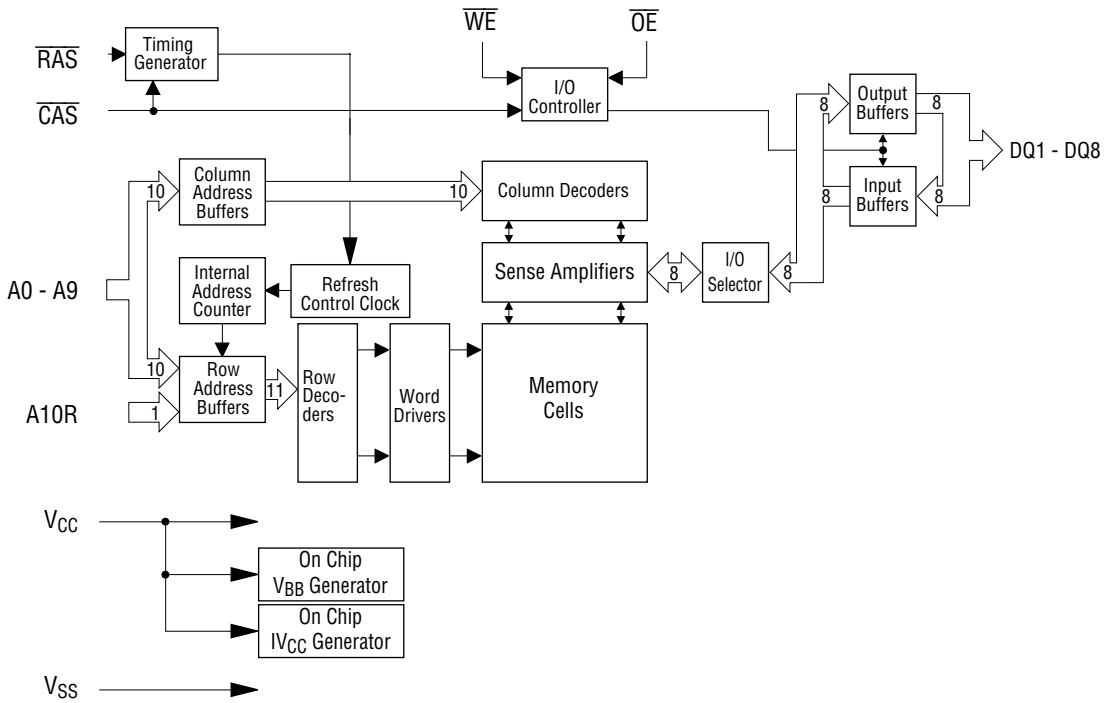 WE
OE
RAS
Timing
Generator
CAS
I/O
Controller
8
Output
Buffers
8
DQ1 - DQ8
Input
Buffers
8
8
10
Column
Address
Buffers
10
Column Decoders
Sense Amplifiers
8
I/O
Selector
8
A0 - A9
Internal
Address
Counter
Refresh
Control Clock
10
Row
Address
Buffers
11
Row
Deco-
ders
Word
Drivers
Memory
Cells
A10R
1
VCC
On Chip
VBB Generator
On Chip
IVCC Generator
VSS